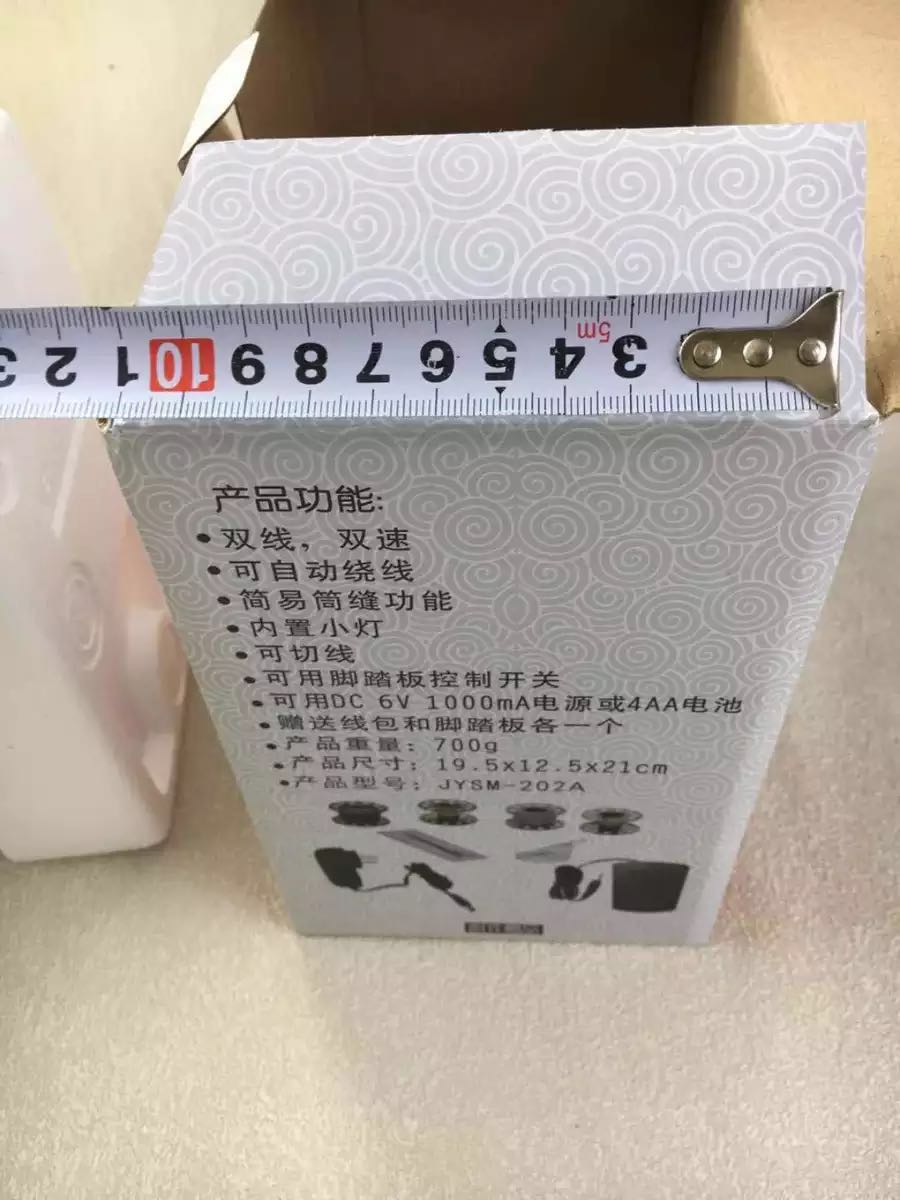 3 2 1 10 9 8 7 6 5 4 3
5m
产品功能:
•双线，双速
•可自动绕线
•简易筒缝功能
•内置小灯
•可切线
•可用脚踏板控制开关
•可用DC 6V 1000mA电源或4AA电池
•赠送线包和脚踏板各一个
•产品重量：700g
•产品尺寸：19.5x12.5x21cm
•产品型号：JYSM-202A